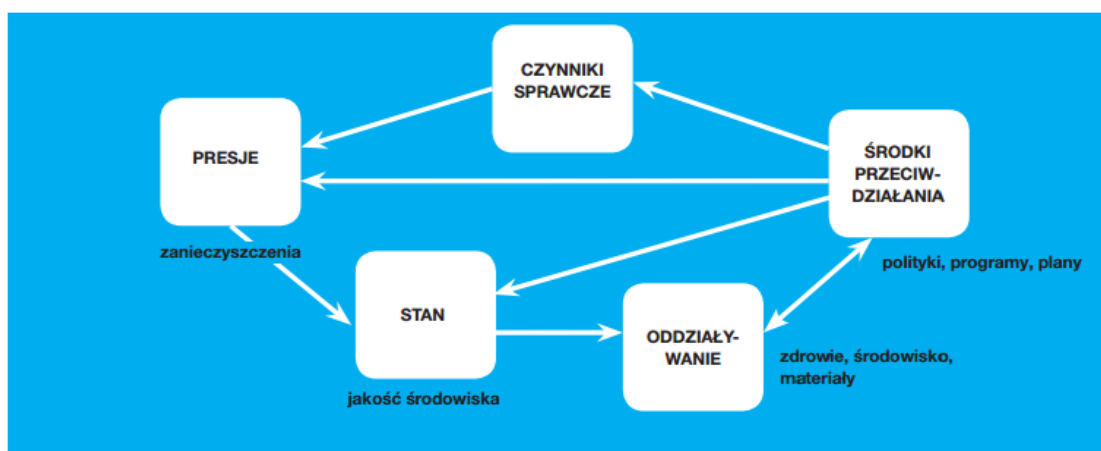 CZYNNIKI
SPRAWCZE
PRESJE
ŚRODKI
PRZECIW-
DZIAŁANIA
zanieczyszczenia
polityki, programy, plany
STAN
ODDZIAŁY-
WANIE
zdrowie, środowisko,
materiały
jakość środowiska